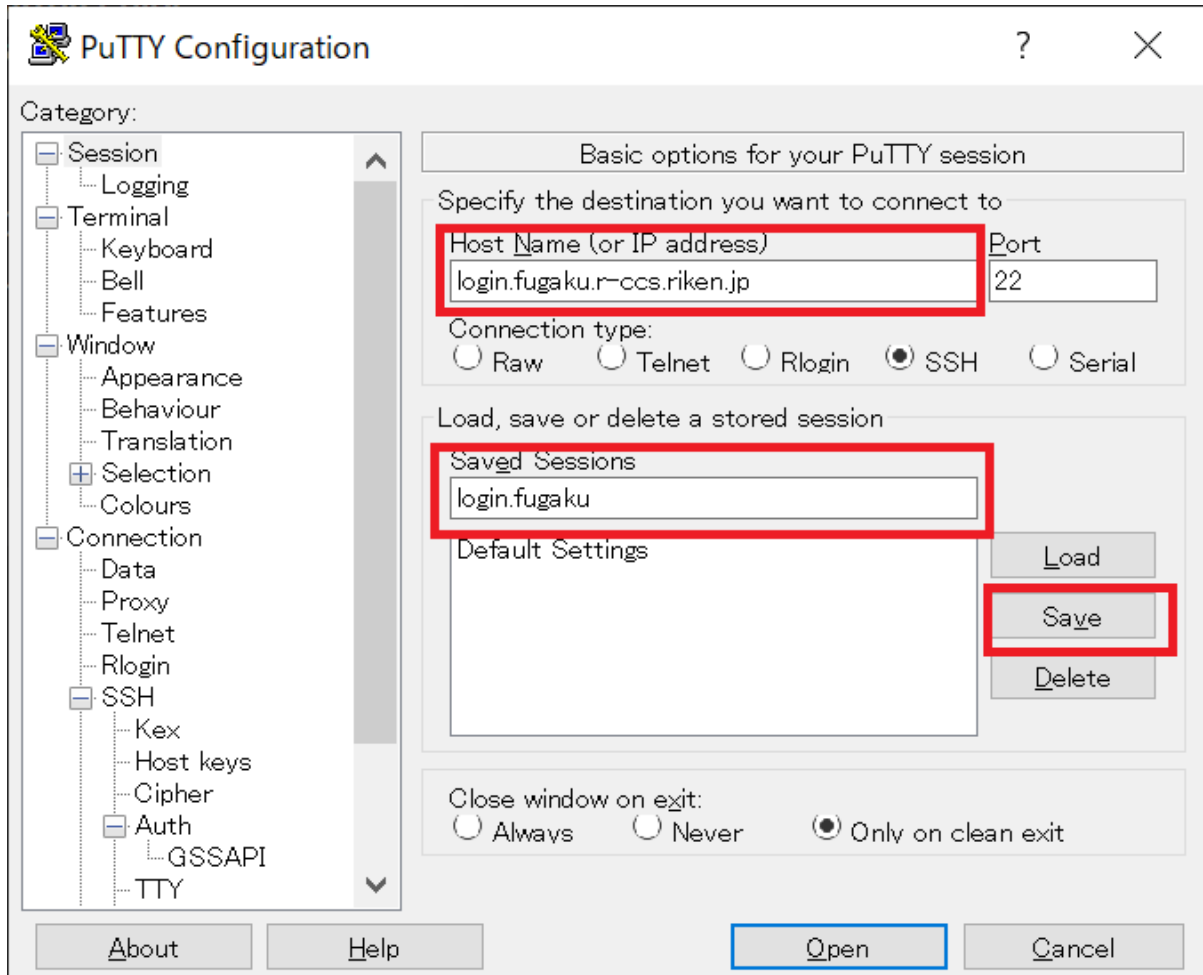 PuTTY Configuration
?
Category:
Session
Logging
Terminal
Keyboard
Bell
Features
Window
Appearance
Behaviour
Translation
Selection
Colours
Connection
Data
Proxy
Telnet
Rlogin
SSH
Kex
Host keys
Cipher
Auth
GSSAPI
TTY
Basic options for your PuTTY session
Specify the destination you want to connect to
Host Name (or IP address) Port
login.fugaku.r-ccs.riken.jp 22
Connection type:
Raw Telnet Rlogin SSH Serial
Load, save or delete a stored session
Saved Sessions
login.fugaku
Default Settings
Load
Save
Delete
Close window on exit:
Always Never Only on clean exit
About Help Open Cancel